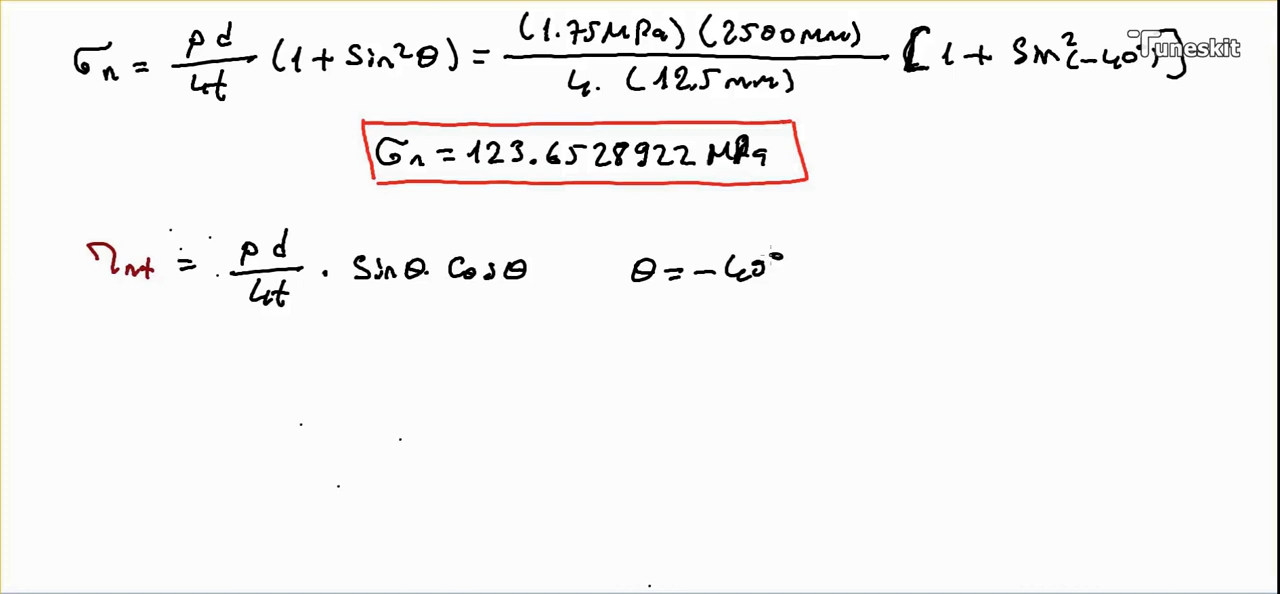 σn = pd/4t (1 + Sin²θ) = (1.75MPa)(2500mm)/4.(12.5mm) [1 + Sin²(-40°)]
Tuneskit
σn = 123.6528922 MPa
τnt = pd/4t . Sinθ. Cosθ θ = -40°